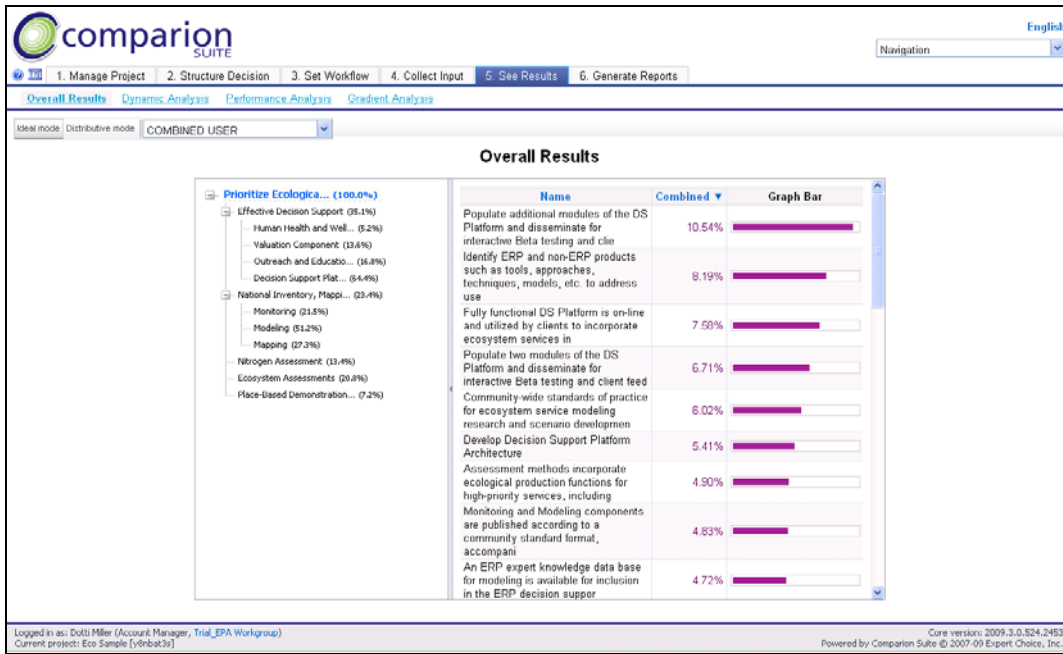 English
comparion
SUITE
Navigation
1. Manage Project 2. Structure Decision 3. Set Workflow 4. Collect Input 5. See Results 6. Generate Reports
Overall Results Dynamic Analysis Performance Analysis Gradient Analysis
Ideal mode Distributive mode COMBINED USER
Overall Results
Prioritize Ecologica... (100.0%)
Effective Decision Support (35.1%)
Human Health and Well... (5.2%)
Valuation Component (13.6%)
Outreach and Educatio... (16.8%)
Decision Support Plat... (64.4%)
National Inventory, Mappi... (23.4%)
Monitoring (21.5%)
Modeling (51.2%)
Mapping (27.3%)
Nitrogen Assessment (13.4%)
Ecosystem Assessments (20.8%)
Place-Based Demonstration... (7.2%)
Name Combined ▼ Graph Bar
Populate additional modules of the DS
Platform and disseminate for
interactive Beta testing and clie
10.54%
Identify ERP and non-ERP products
such as tools, approaches,
techniques, models, etc. to address
use
8.19%
Fully functional DS Platform is on-line
and utilized by clients to incorporate
ecosystem services in
7.58%
Populate two modules of the DS
Platform and disseminate for
interactive Beta testing and client feed
6.71%
Community-wide standards of practice
for ecosystem service modeling
research and scenario developmen
6.02%
Develop Decision Support Platform
Architecture
5.41%
Assessment methods incorporate
ecological production functions for
high-priority services, including
4.90%
Monitoring and Modeling components
are published according to a
community standard format,
accompani
4.83%
An ERP expert knowledge data base
for modeling is available for inclusion
in the ERP decision suppor
4.72%
Logged in as: Dotti Miller (Account Manager, Trial_EPA Workgroup)
Current project: Eco Sample [y8nbat3s]
Core version: 2009.3.0.524.2453
Powered by Comparion Suite © 2007-09 Expert Choice, Inc.